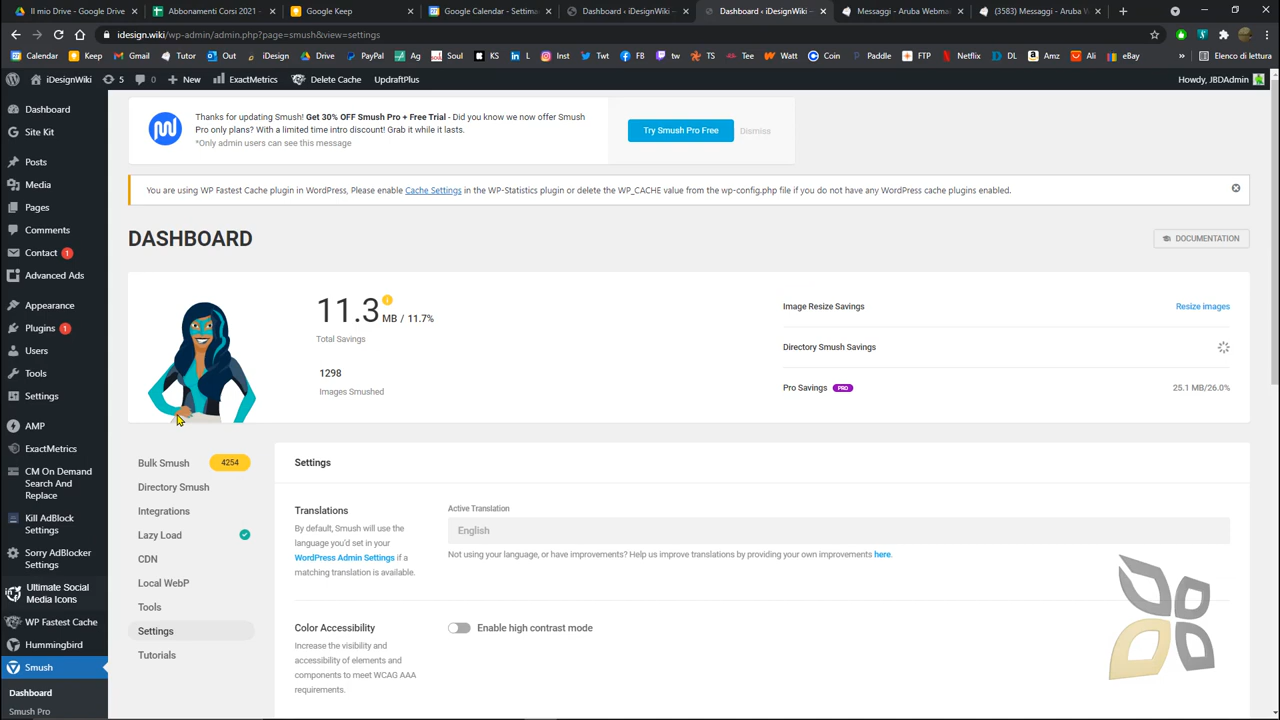 Il mio Drive - Google Drive
Abbonamenti Corsi 2021 -
Google Keep
Google Calendar - Settima
Dashboard ‹ iDesignWiki -
Dashboard ‹ iDesignWiki -
Messaggi - Aruba Webma
(5383) Messaggi - Aruba W
idesign.wiki/wp-admin/admin.php?page=smush&view=settings
Calendar
Keep
Gmail
Tutor
Out
iDesign
Drive
PayPal
Ag
Soul
KS
L
Inst
Twt
FB
tw
TS
Tee
Watt
Coin
Paddle
FTP
Netflix
DL
Amz
Ali
eBay
»
Elenco di lettura
iDesignWiki
5
0
New
ExactMetrics
Delete Cache
UpdraftPlus
Howdy, JBDAdmin
Dashboard
Site Kit
Posts
Media
Pages
Comments
Contact 1
Advanced Ads
Appearance
Plugins 1
Users
Tools
Settings
AMP
ExactMetrics
CM On Demand
Search And
Replace
Kill AdBlock
Settings
Sorry AdBlocker
Settings
Ultimate Social
Media Icons
WP Fastest Cache
Hummingbird
Smush
Dashboard
Smush Pro
Thanks for updating Smush! Get 30% OFF Smush Pro + Free Trial - Did you know we now offer Smush
Pro only plans? With a limited time intro discount! Grab it while it lasts.
*Only admin users can see this message
Try Smush Pro Free
Dismiss
You are using WP Fastest Cache plugin in WordPress, Please enable Cache Settings in the WP-Statistics plugin or delete the WP_CACHE value from the wp-config.php file if you do not have any WordPress cache plugins enabled.
DASHBOARD
DOCUMENTATION
11.3 MB / 11.7%
Total Savings
1298
Images Smushed
Image Resize Savings
Resize images
Directory Smush Savings
Pro Savings PRO
25.1 MB/26.0%
Bulk Smush 4254
Directory Smush
Integrations
Lazy Load
CDN
Local WebP
Tools
Settings
Tutorials
Settings
Translations
By default, Smush will use the
language you'd set in your
WordPress Admin Settings if a
matching translation is available.
Active Translation
English
Not using your language, or have improvements? Help us improve translations by providing your own improvements here.
Color Accessibility
Increase the visibility and
accessibility of elements and
components to meet WCAG AAA
requirements.
Enable high contrast mode